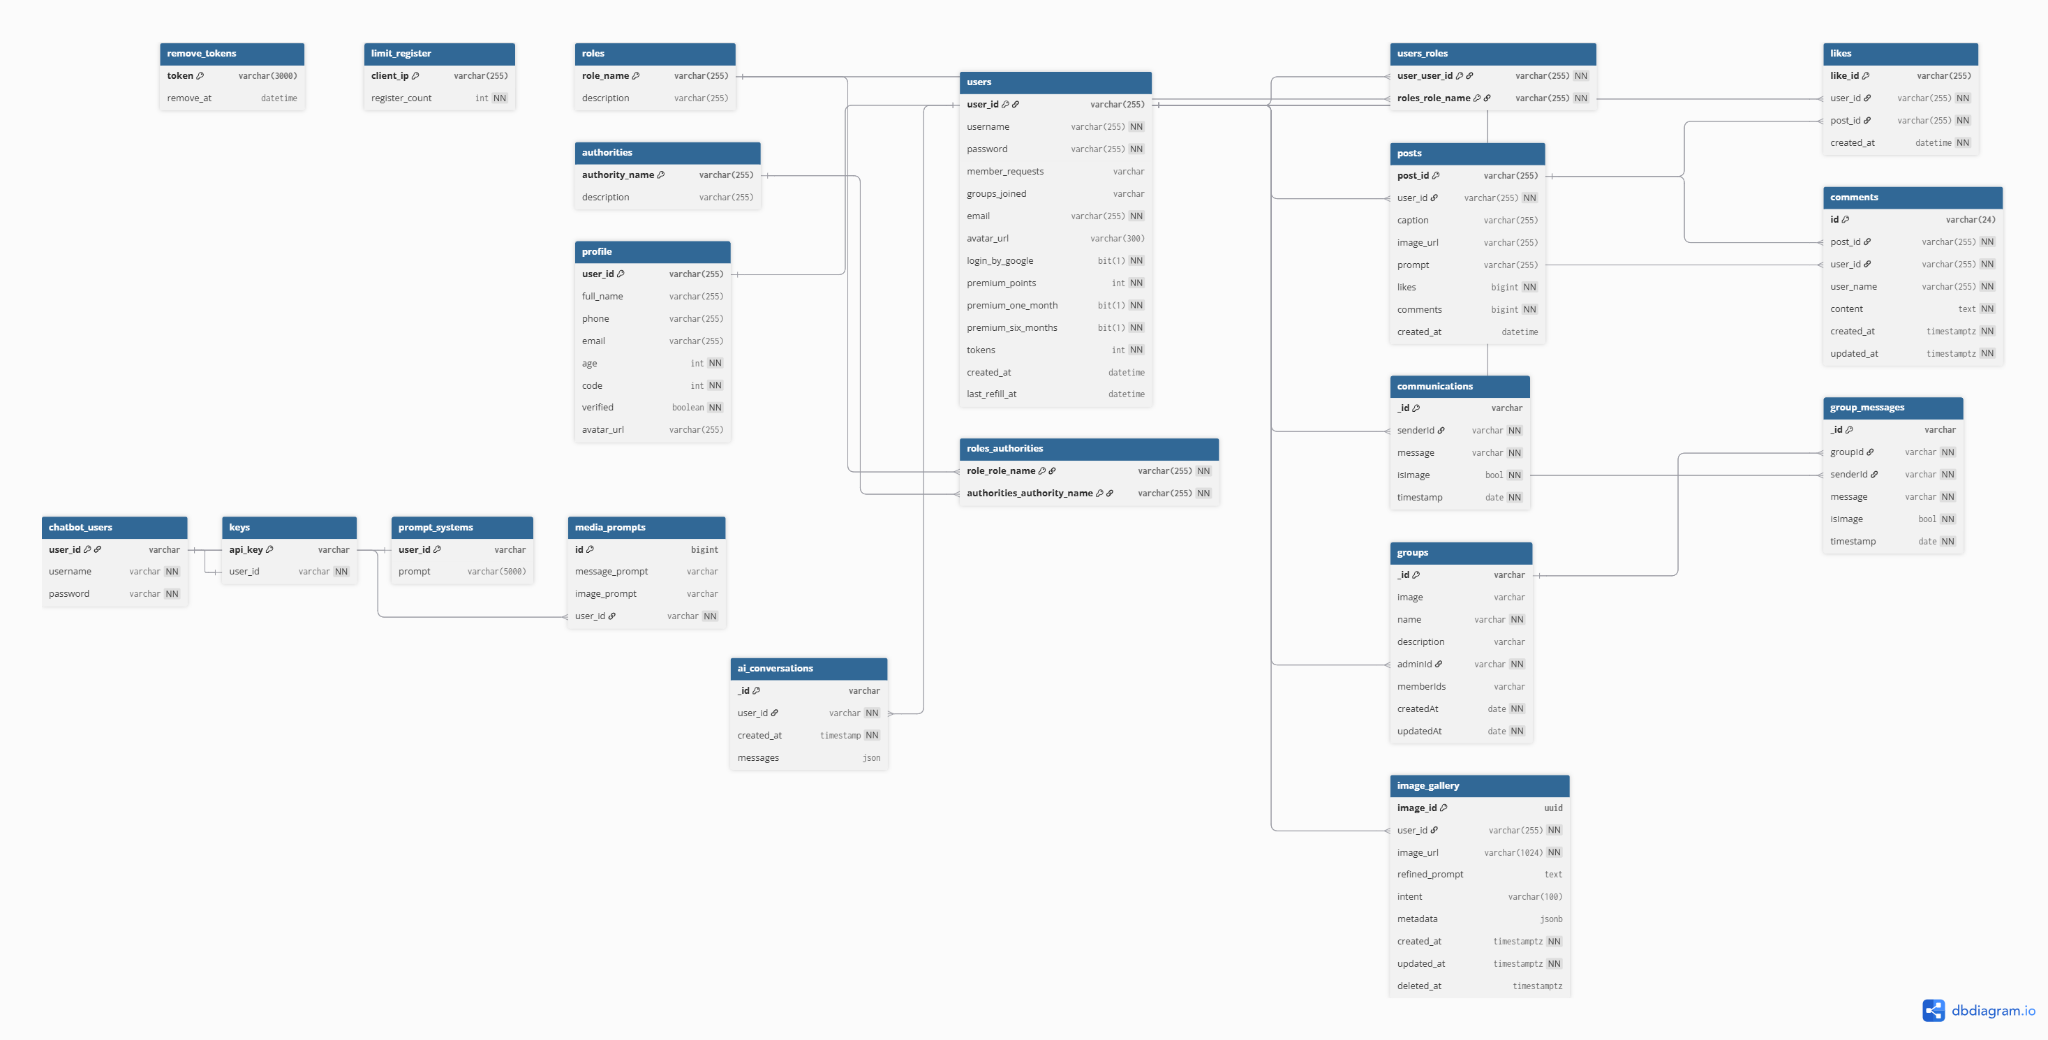 remove_tokens
token varchar(3000)
remove_at datetime
limit_register
client_ip varchar(255)
register_count int NN
roles
role_name varchar(255)
description varchar(255)
authorities
authority_name varchar(255)
description varchar(255)
profile
user_id varchar(255)
full_name varchar(255)
phone varchar(255)
email varchar(255)
age int NN
code int NN
verified boolean NN
avatar_url varchar(255)
users
user_id varchar(255)
username varchar(255) NN
password varchar(255) NN
member_requests varchar
groups_joined varchar
email varchar(255) NN
avatar_url varchar(300)
login_by_google bit(1) NN
premium_points int NN
premium_one_month bit(1) NN
premium_six_months bit(1) NN
tokens int NN
created_at datetime
last_refill_at datetime
roles_authorities
role_role_name varchar(255) NN
authorities_authority_name varchar(255) NN
chatbot_users
user_id varchar
username varchar NN
password varchar NN
keys
api_key varchar
user_id varchar NN
prompt_systems
user_id varchar
prompt varchar(5000)
media_prompts
id bigint
message_prompt varchar
image_prompt varchar
user_id varchar NN
ai_conversations
_id varchar
user_id varchar NN
created_at timestamp NN
messages json
users_roles
user_user_id varchar(255) NN
roles_role_name varchar(255) NN
posts
post_id varchar(255)
user_id varchar(255) NN
caption varchar(255)
image_url varchar(255)
prompt varchar(255)
likes bigint NN
comments bigint NN
created_at datetime
communications
_id varchar
senderId varchar NN
message varchar NN
isImage bool NN
timestamp date NN
groups
_id varchar
image varchar
name varchar NN
description varchar
adminId varchar NN
memberIds varchar
createdAt date NN
updatedAt date NN
image_gallery
image_id uuid
user_id varchar(255) NN
image_url varchar(1024) NN
refined_prompt text
intent varchar(100)
metadata jsonb
created_at timestamptz NN
updated_at timestamptz NN
deleted_at timestamptz
likes
like_id varchar(255)
user_id varchar(255) NN
post_id varchar(255) NN
created_at datetime NN
comments
id varchar(24)
post_id varchar(255) NN
user_id varchar(255) NN
user_name varchar(255) NN
content text NN
created_at timestamptz NN
updated_at timestamptz NN
group_messages
_id varchar
groupId varchar NN
senderId varchar NN
message varchar NN
isImage bool NN
timestamp date NN
dbdiagram.io